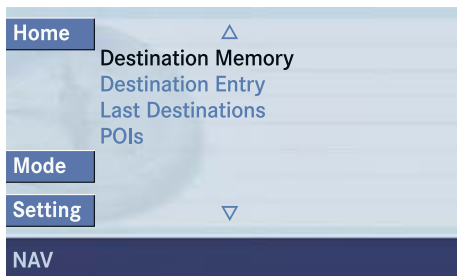 Home
Destination Memory
Destination Entry
Last Destinations
POIs
Mode
Setting
NAV